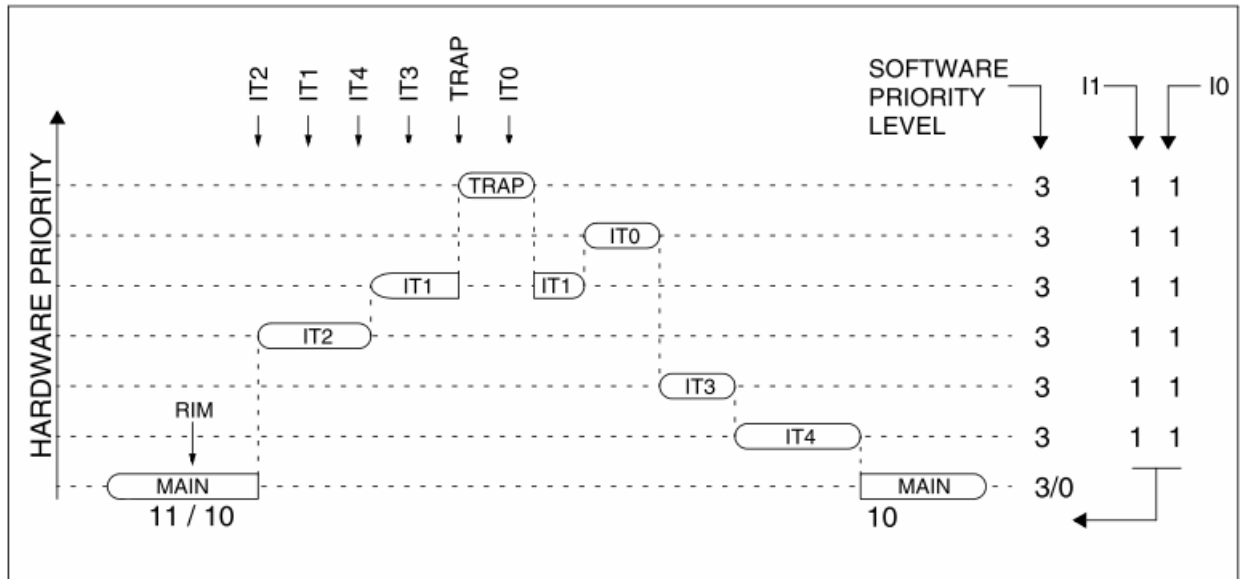 IT2
IT1
IT4
IT3
TRAP
IT0
SOFTWARE
PRIORITY
LEVEL
I1
I0
HARDWARE PRIORITY
TRAP
3 1 1
IT0
3 1 1
IT1
IT1
3 1 1
IT2
3 1 1
IT3
3 1 1
RIM
IT4
3 1 1
MAIN
MAIN
3/0
11 / 10
10